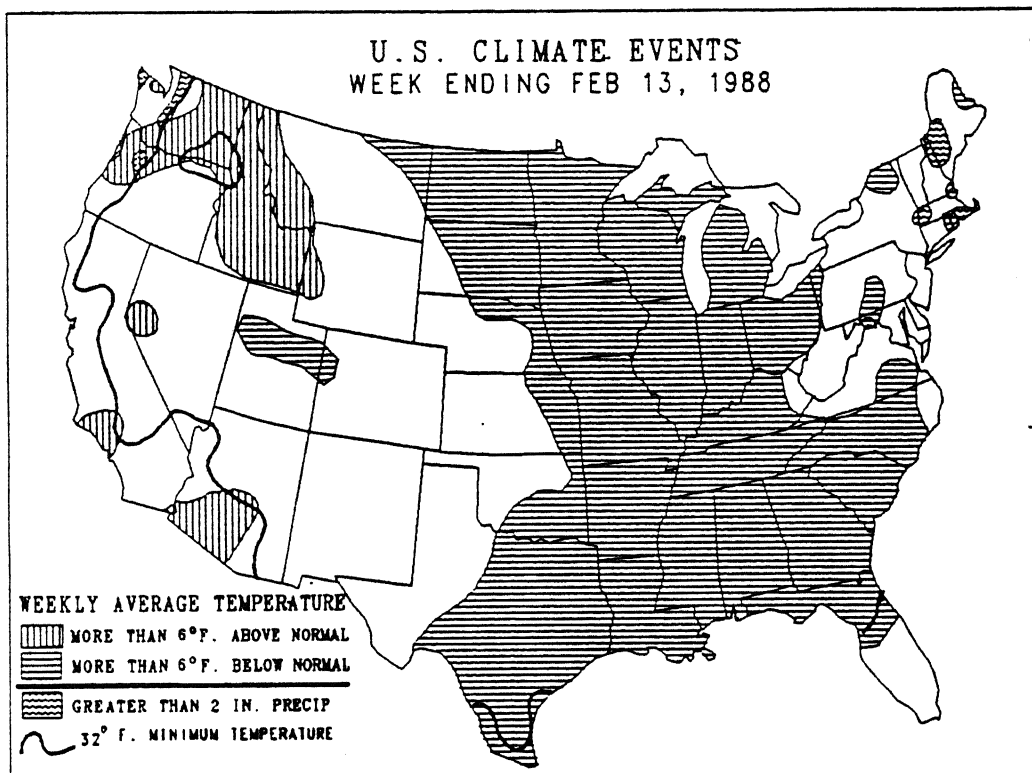 U.S. CLIMATE EVENTS
WEEK ENDING FEB 13, 1988
WEEKLY AVERAGE TEMPERATURE
MORE THAN 6°F. ABOVE NORMAL
MORE THAN 6°F. BELOW NORMAL
GREATER THAN 2 IN. PRECIP
32° F. MINIMUM TEMPERATURE